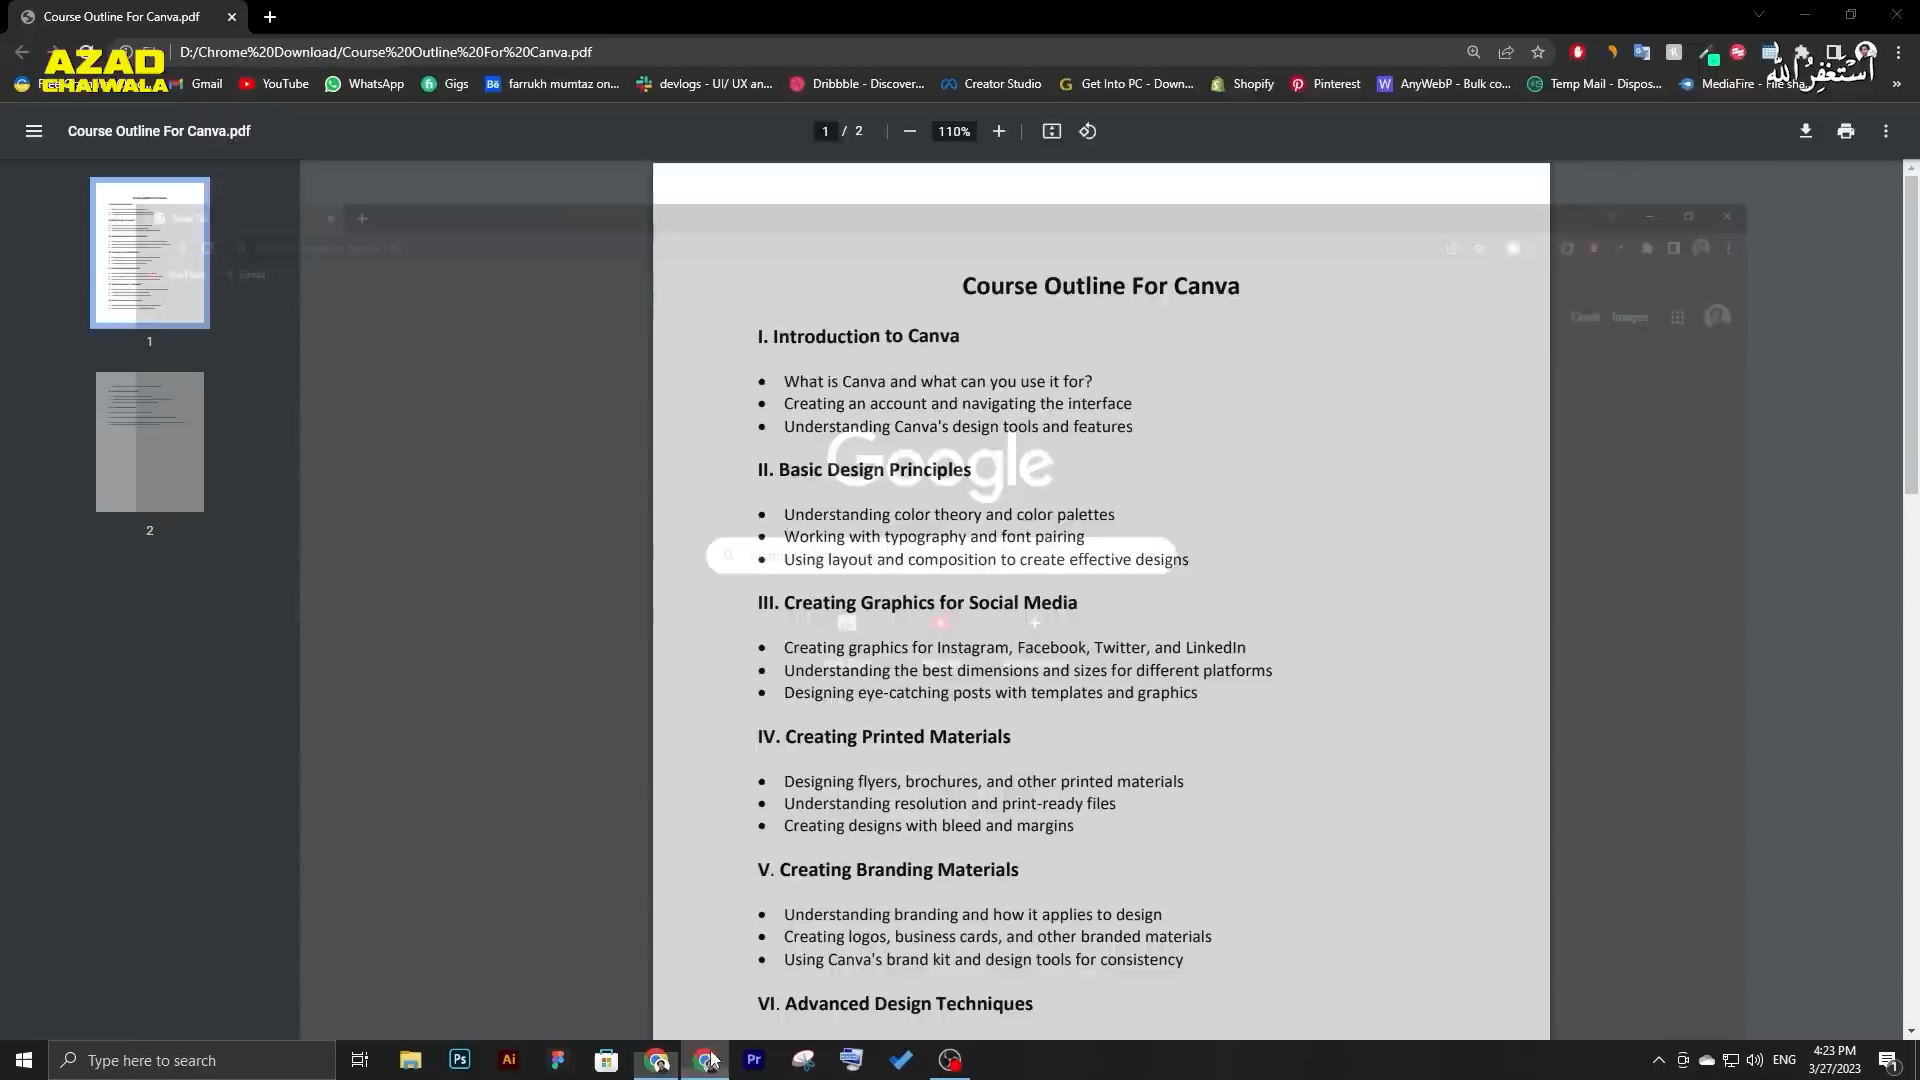 Course Outline For Canva.pdf
D:/Chrome%20Download/Course%20Outline%20For%20Canva.pdf
AZAD
CHAIWALA
أستغفر الله
Gmail
YouTube
WhatsApp
Gigs
farrukh mumtaz on...
devlogs - UI/ UX an...
Dribbble - Discover...
Creator Studio
Get Into PC - Down...
Shopify
Pinterest
AnyWebP - Bulk co...
Temp Mail - Dispos...
MediaFire - File sha...
Course Outline For Canva.pdf
1 / 2
110%
1
2
Gmail Images
Google
Course Outline For Canva
I. Introduction to Canva
• What is Canva and what can you use it for?
• Creating an account and navigating the interface
• Understanding Canva's design tools and features
II. Basic Design Principles
• Understanding color theory and color palettes
• Working with typography and font pairing
• Using layout and composition to create effective designs
III. Creating Graphics for Social Media
• Creating graphics for Instagram, Facebook, Twitter, and LinkedIn
• Understanding the best dimensions and sizes for different platforms
• Designing eye-catching posts with templates and graphics
IV. Creating Printed Materials
• Designing flyers, brochures, and other printed materials
• Understanding resolution and print-ready files
• Creating designs with bleed and margins
V. Creating Branding Materials
• Understanding branding and how it applies to design
• Creating logos, business cards, and other branded materials
• Using Canva's brand kit and design tools for consistency
VI. Advanced Design Techniques
Type here to search
Ps
Ai
Pr
ENG
4:23 PM
3/27/2023
1